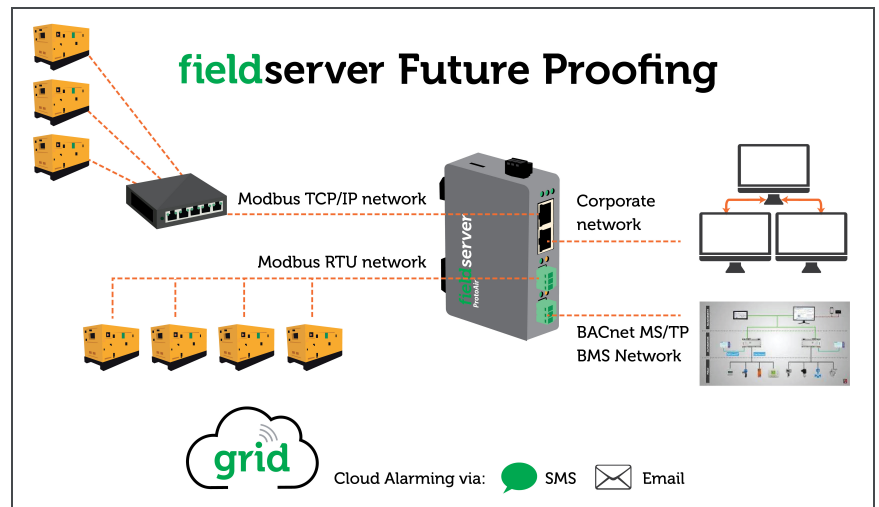 fieldserver Future Proofing
Modbus TCP/IP network
Corporate
network
Modbus RTU network
fieldserver
ProtoAir
BACnet MS/TP
BMS Network
grid
Cloud Alarming via:
SMS
Email